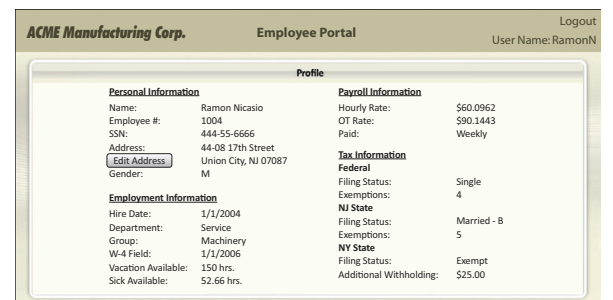 ACME Manufacturing Corp.
Employee Portal
Logout
User Name: RamonN
Profile
Personal Information
Name: Ramon Nicasio
Employee #: 1004
SSN: 444-55-6666
Address: 44-08 17th Street
Edit Address Union City, NJ 07087
Gender: M
Employment Information
Hire Date: 1/1/2004
Department: Service
Group: Machinery
W-4 Field: 1/1/2006
Vacation Available: 150 hrs.
Sick Available: 52.66 hrs.
Payroll Information
Hourly Rate: $60.0962
OT Rate: $90.1443
Paid: Weekly
Tax Information
Federal
Filing Status: Single
Exemptions: 4
NJ State
Filing Status: Married - B
Exemptions: 5
NY State
Filing Status: Exempt
Additional Withholding: $25.00